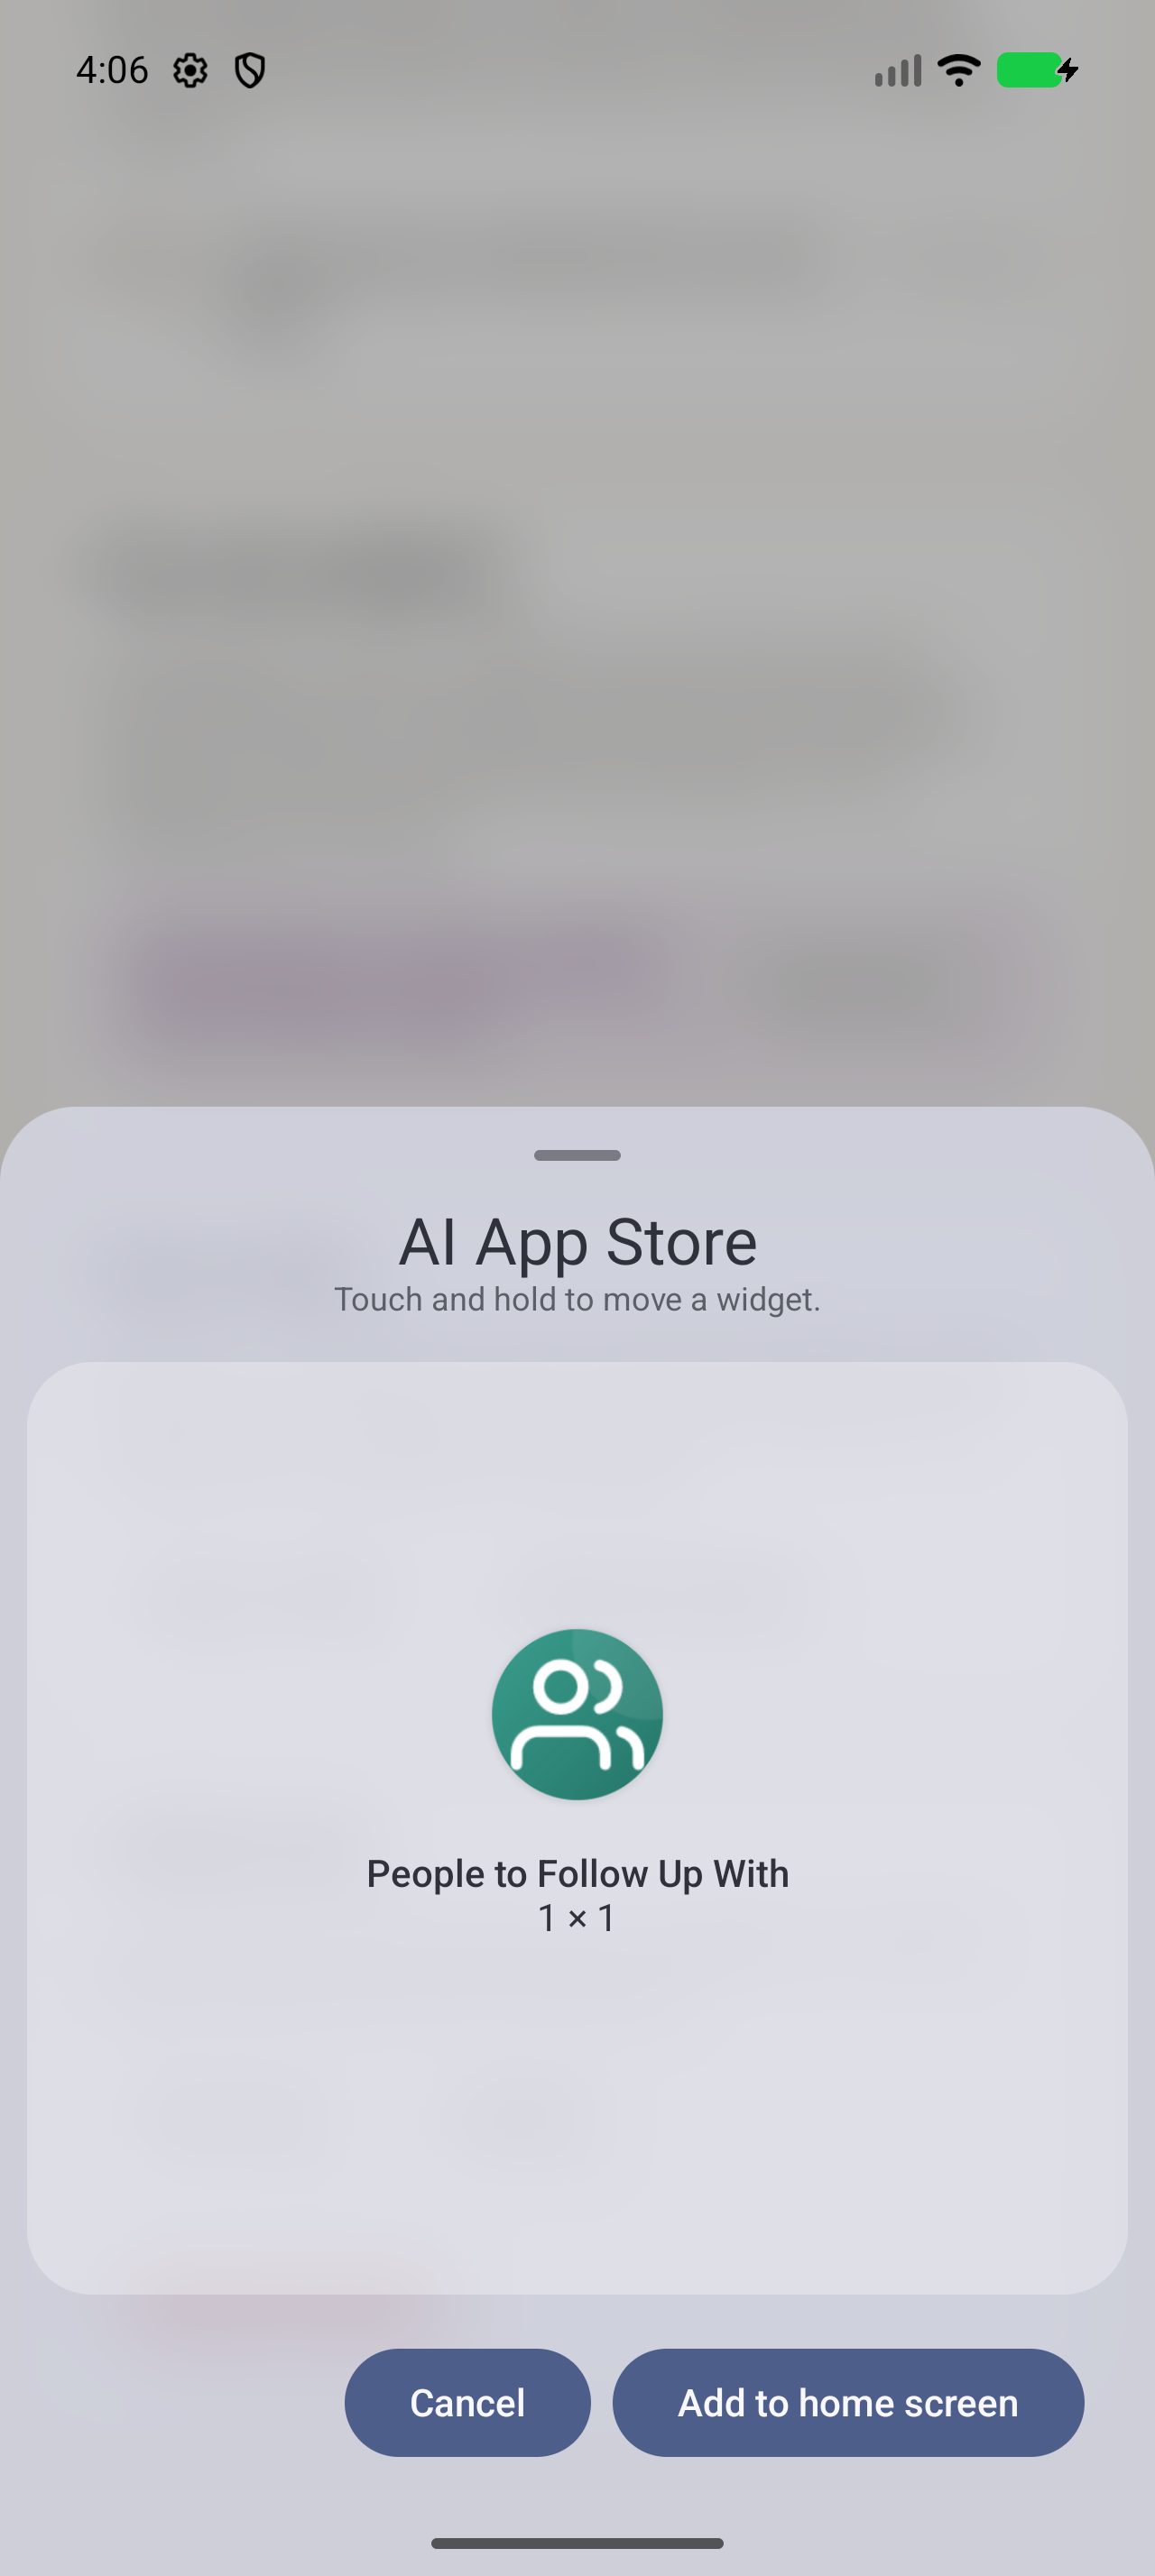 4:06
AI App Store
Touch and hold to move a widget.
People to Follow Up With
1 × 1
Cancel
Add to home screen